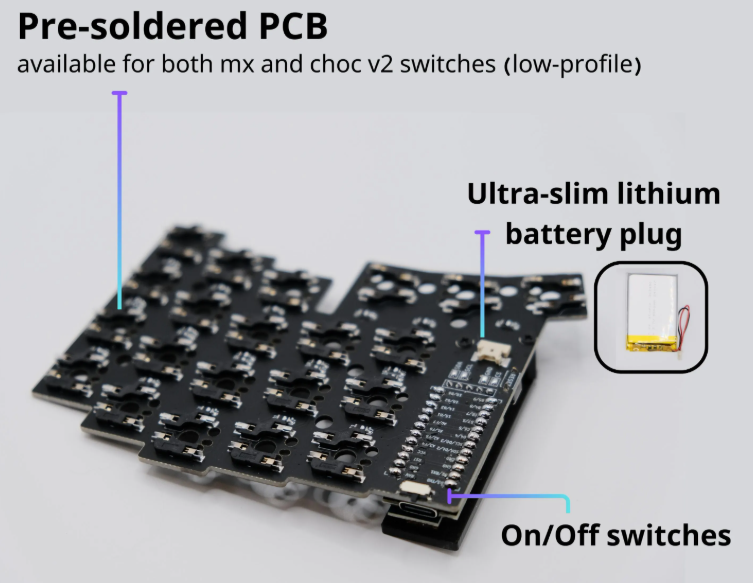 Pre-soldered PCB
available for both mx and choc v2 switches (low-profile)
Ultra-slim lithium
battery plug
On/Off switches